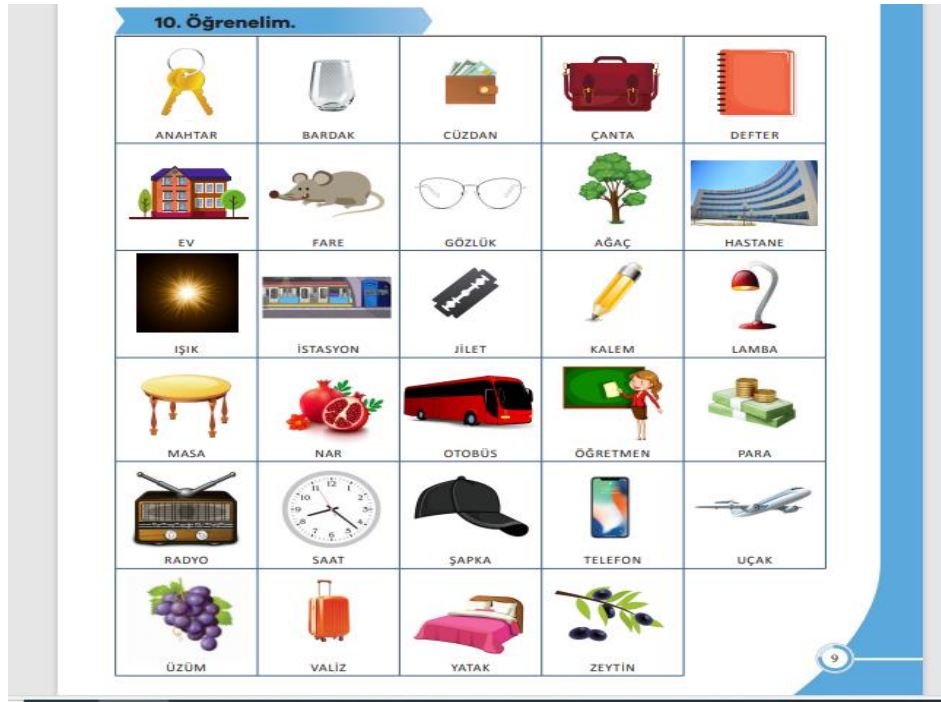 10. Öğrenelim.
ANAHTAR BARDAK CÜZDAN ÇANTA DEFTER
EV FARE GÖZLÜK AĞAÇ HASTANE
IŞIK İSTASYON JİLET KALEM LAMBA
MASA NAR OTOBÜS ÖĞRETMEN PARA
RADYO SAAT ŞAPKA TELEFON UÇAK
ÜZÜM VALİZ YATAK ZEYTİN
9